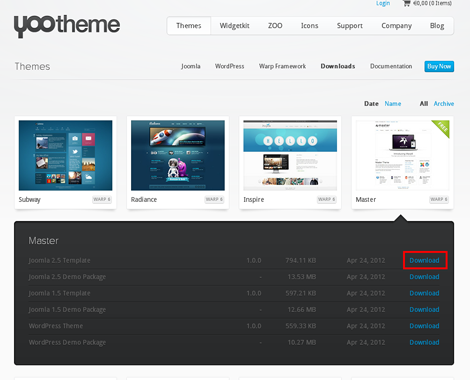 Login €0,00 (0 Items)
yootheme
Themes Widgetkit ZOO Icons Support Company Blog
Themes
Joomla WordPress Warp Framework Downloads Documentation Buy Now
Date Name All Archive
FREE
Subway WARP 6
Radiance WARP 6
Inspire WARP 6
Master WARP 6
Master
Joomla 2.5 Template 1.0.0 794.11 KB Apr 24, 2012 Download
Joomla 2.5 Demo Package - 13.53 MB Apr 24, 2012 Download
Joomla 1.5 Template 1.0.0 597.21 KB Apr 24, 2012 Download
Joomla 1.5 Demo Package - 12.66 MB Apr 24, 2012 Download
WordPress Theme 1.0.0 559.33 KB Apr 24, 2012 Download
WordPress Demo Package - 10.27 MB Apr 24, 2012 Download